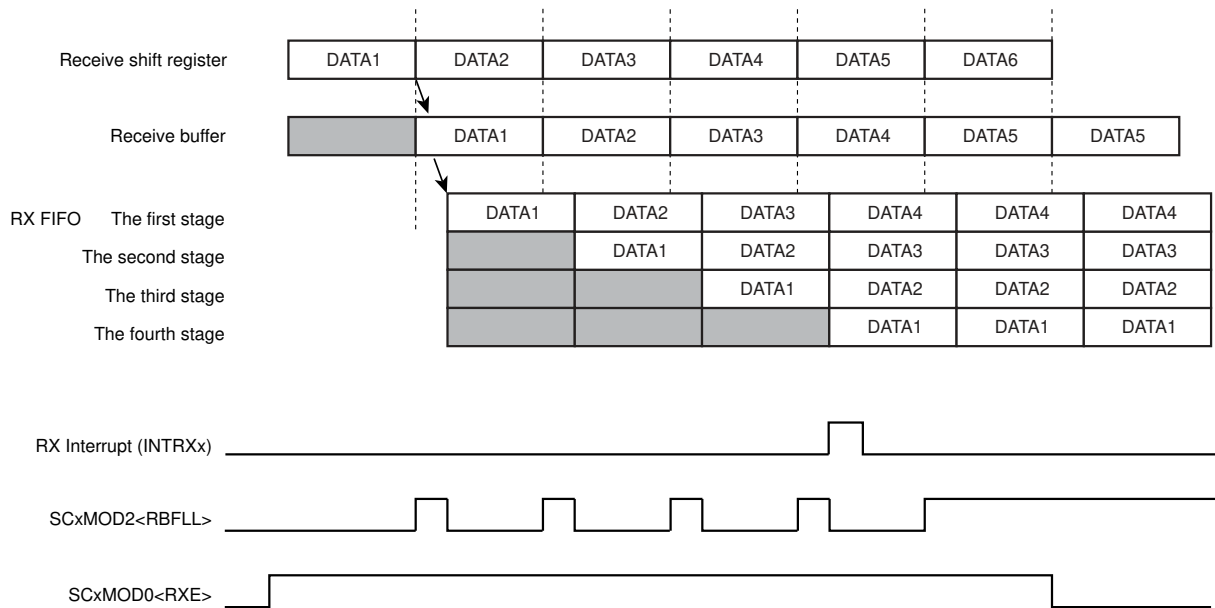 Receive shift register DATA1 DATA2 DATA3 DATA4 DATA5 DATA6
Receive buffer DATA1 DATA2 DATA3 DATA4 DATA5 DATA5
RX FIFO The first stage DATA1 DATA2 DATA3 DATA4 DATA4 DATA4
The second stage DATA1 DATA2 DATA3 DATA3 DATA3
The third stage DATA1 DATA2 DATA2 DATA2
The fourth stage DATA1 DATA1 DATA1
RX Interrupt (INTRXx)
SCxMOD2<RBFLL>
SCxMOD0<RXE>